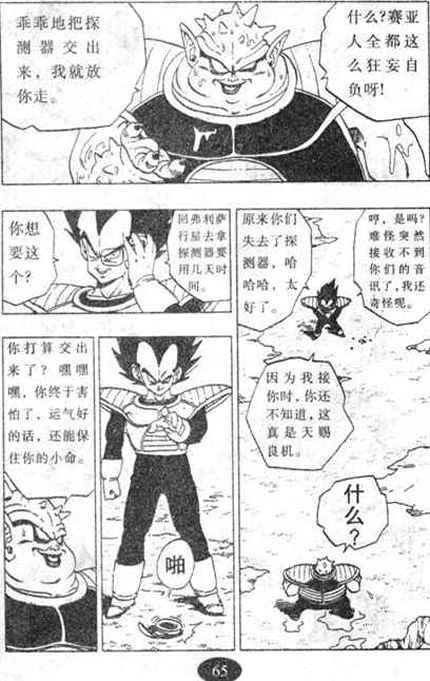 什么?赛亚
人全都这
么狂妄自
负呀!
乖乖地把探
测器交出
来，我就放
你走。
哼，是吗?
难怪突然
接收不到
你们的音
讯了，我还
奇怪呢。
原来你们
失去了探
测器，哈
哈哈，太
好了。
因为我接
你时，你还
不知道，这
真是天赐
良机。
什么?
回弗利萨
行星去拿
探测器要
用几天时
间。
你想
要这
个?
啪
你打算交出
来了?嘿嘿
嘿，你终于害
怕了，运气好
的话，还能保
住你的小命。
65